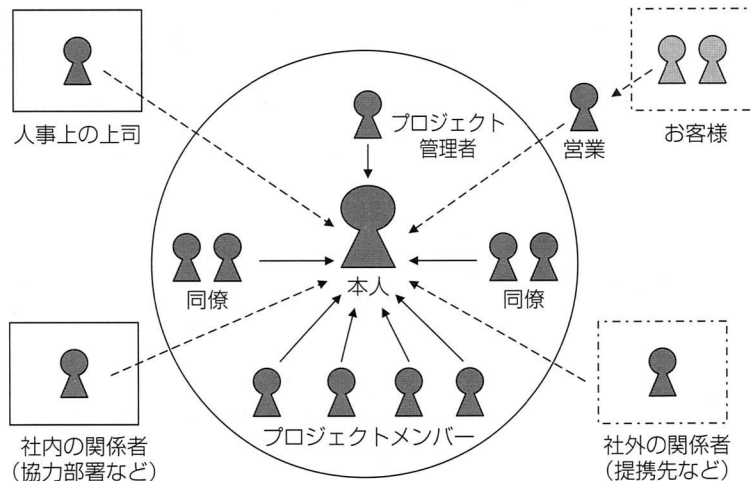 人事上の上司
プロジェクト
管理者
営業
お客様
同僚
本人
同僚
プロジェクトメンバー
社内の関係者
（協力部署など）
社外の関係者
（提携先など）